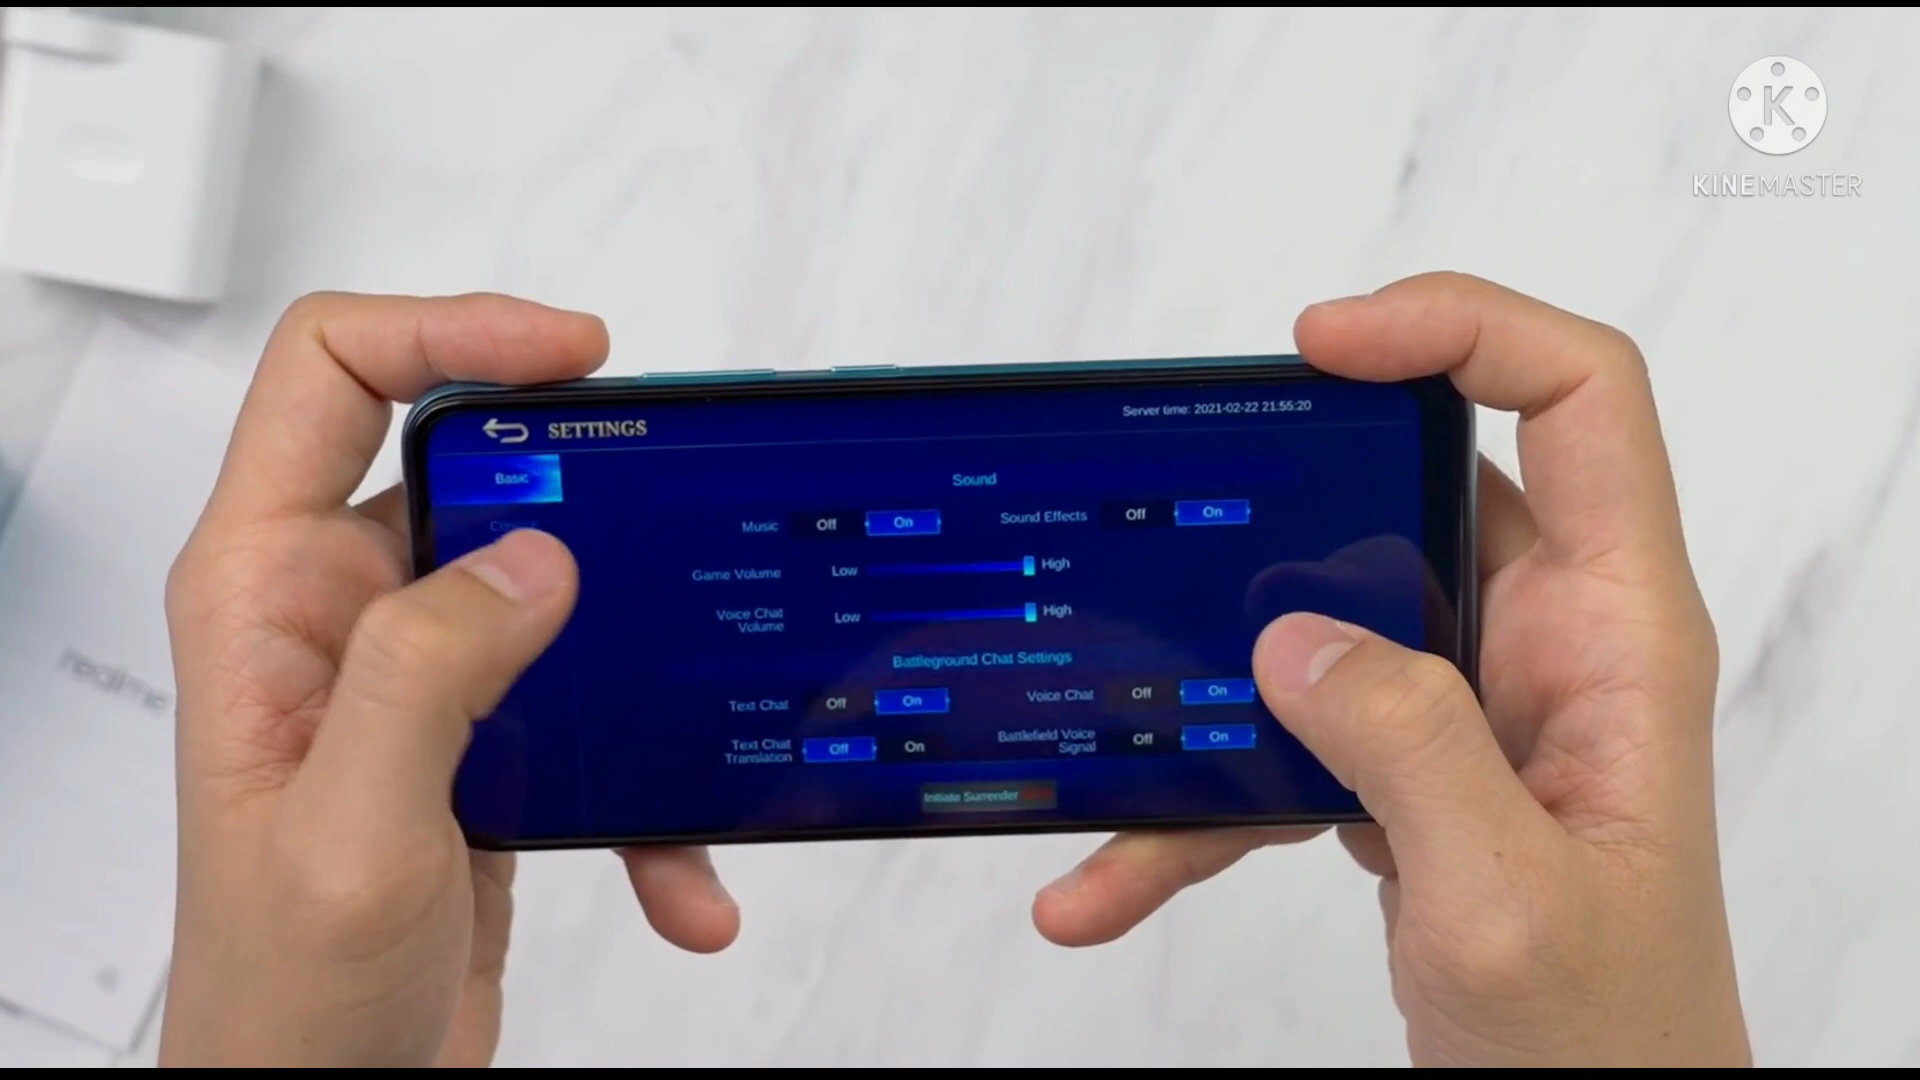 KINEMASTER
SETTINGS
Server time: 2021-02-22 21:55:20
Basic
Sound
Music Off On Sound Effects Off On
Game Volume Low High
Voice Chat
Volume Low High
Battleground Chat Settings
Text Chat Off On Voice Chat Off On
Text Chat
Translation Off On Battlefield Voice
Signal Off On
Initiate Surrender
realme